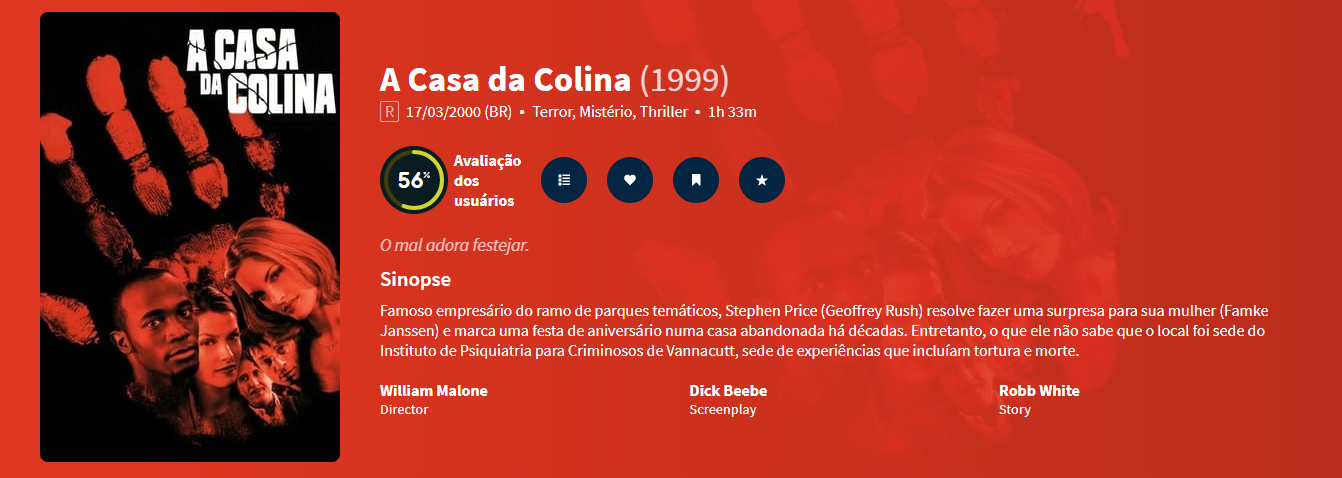 A CASA
DA COLINA
A Casa da Colina (1999)
R 17/03/2000 (BR) • Terror, Mistério, Thriller • 1h 33m
56%
Avaliação
dos
usuários
O mal adora festejar.
Sinopse
Famoso empresário do ramo de parques temáticos, Stephen Price (Geoffrey Rush) resolve fazer uma surpresa para sua mulher (Famke
Janssen) e marca uma festa de aniversário numa casa abandonada há décadas. Entretanto, o que ele não sabe que o local foi sede do
Instituto de Psiquiatria para Criminosos de Vannacutt, sede de experiências que incluíam tortura e morte.
William Malone Dick Beebe Robb White
Director Screenplay Story